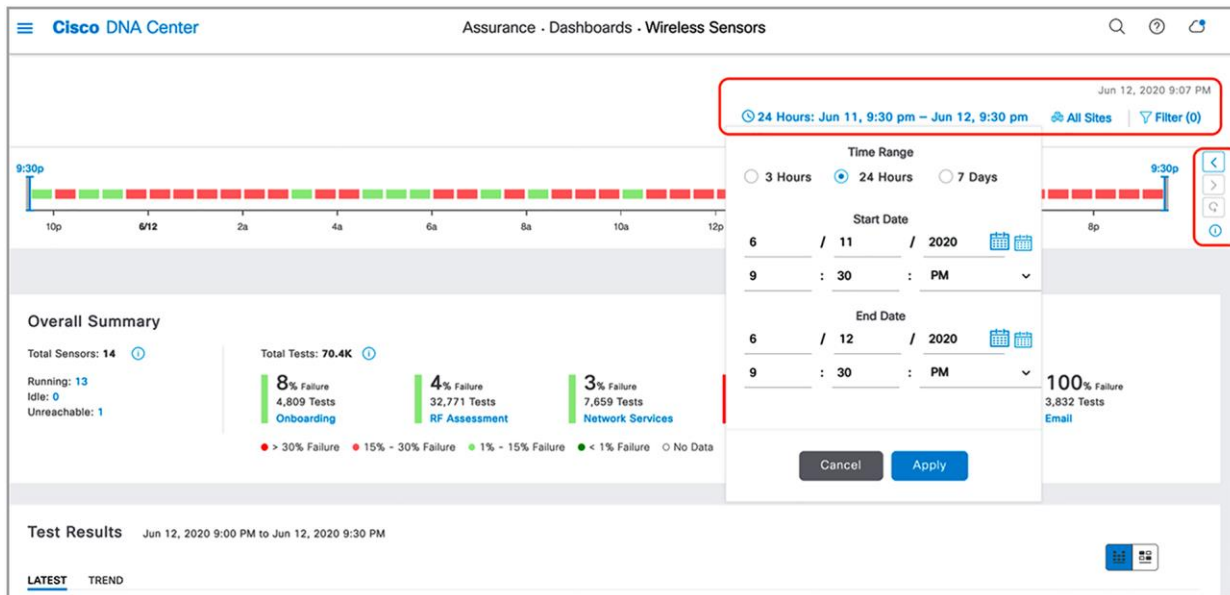 Cisco DNA Center
Assurance · Dashboards · Wireless Sensors
Jun 12, 2020 9:07 PM
24 Hours: Jun 11, 9:30 pm – Jun 12, 9:30 pm All Sites Filter (0)
Time Range
3 Hours 24 Hours 7 Days
Start Date
6 / 11 / 2020
9 : 30 : PM
End Date
6 / 12 / 2020
9 : 30 : PM
Cancel Apply
9:30p 9:30p
10p 6/12 2a 4a 6a 8a 10a 12p 8p
Overall Summary
Total Sensors: 14
Running: 13
Idle: 0
Unreachable: 1
Total Tests: 70.4K
8% Failure
4,809 Tests
Onboarding
4% Failure
32,771 Tests
RF Assessment
3% Failure
7,659 Tests
Network Services
100% Failure
3,832 Tests
Email
> 30% Failure 15% - 30% Failure 1% - 15% Failure < 1% Failure No Data
Test Results Jun 12, 2020 9:00 PM to Jun 12, 2020 9:30 PM
LATEST TREND